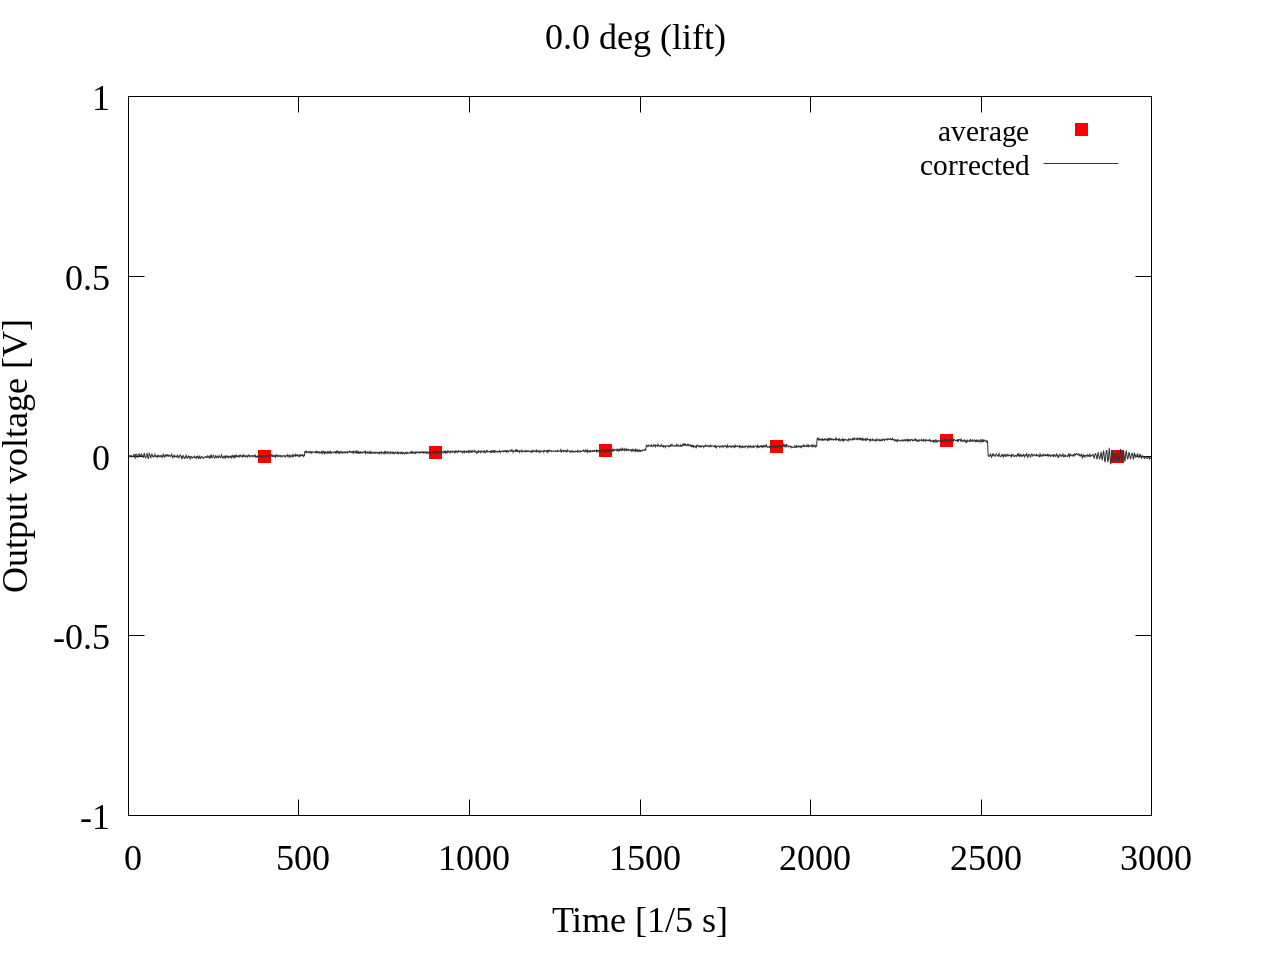 0.0 deg (lift)
1
0.5
0
-0.5
-1
Output voltage [V]
average
corrected
0 500 1000 1500 2000 2500 3000
Time [1/5 s]